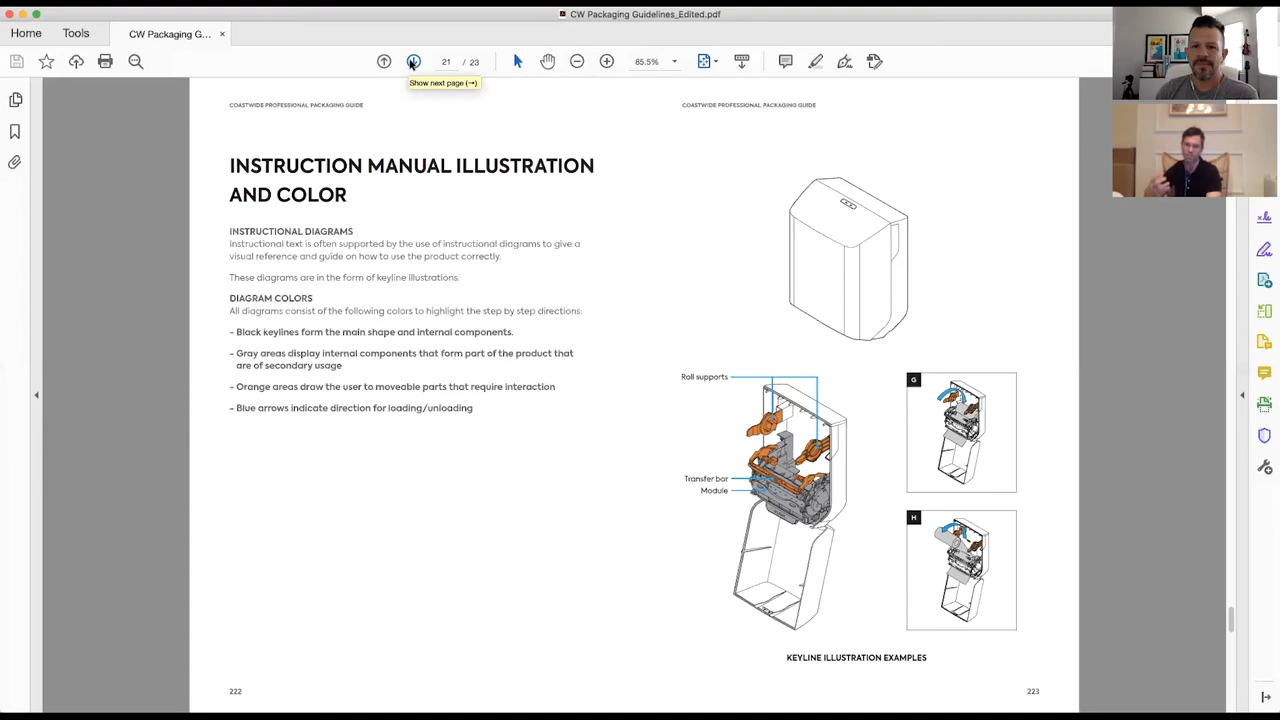 CW Packaging Guidelines_Edited.pdf
Home
Tools
CW Packaging G... ×
21 / 23
85.5%
Show next page (→)
COASTWIDE PROFESSIONAL PACKAGING GUIDE
INSTRUCTION MANUAL ILLUSTRATION
AND COLOR
INSTRUCTIONAL DIAGRAMS
Instructional text is often supported by the use of instructional diagrams to give a
visual reference and guide on how to use the product correctly.
These diagrams are in the form of keyline illustrations.
DIAGRAM COLORS
All diagrams consist of the following colors to highlight the step by step directions:
- Black keylines form the main shape and internal components.
- Gray areas display internal components that form part of the product that
are of secondary usage
- Orange areas draw the user to moveable parts that require interaction
- Blue arrows indicate direction for loading/unloading
222
COASTWIDE PROFESSIONAL PACKAGING GUIDE
Roll supports
Transfer bar
Module
G
H
KEYLINE ILLUSTRATION EXAMPLES
223